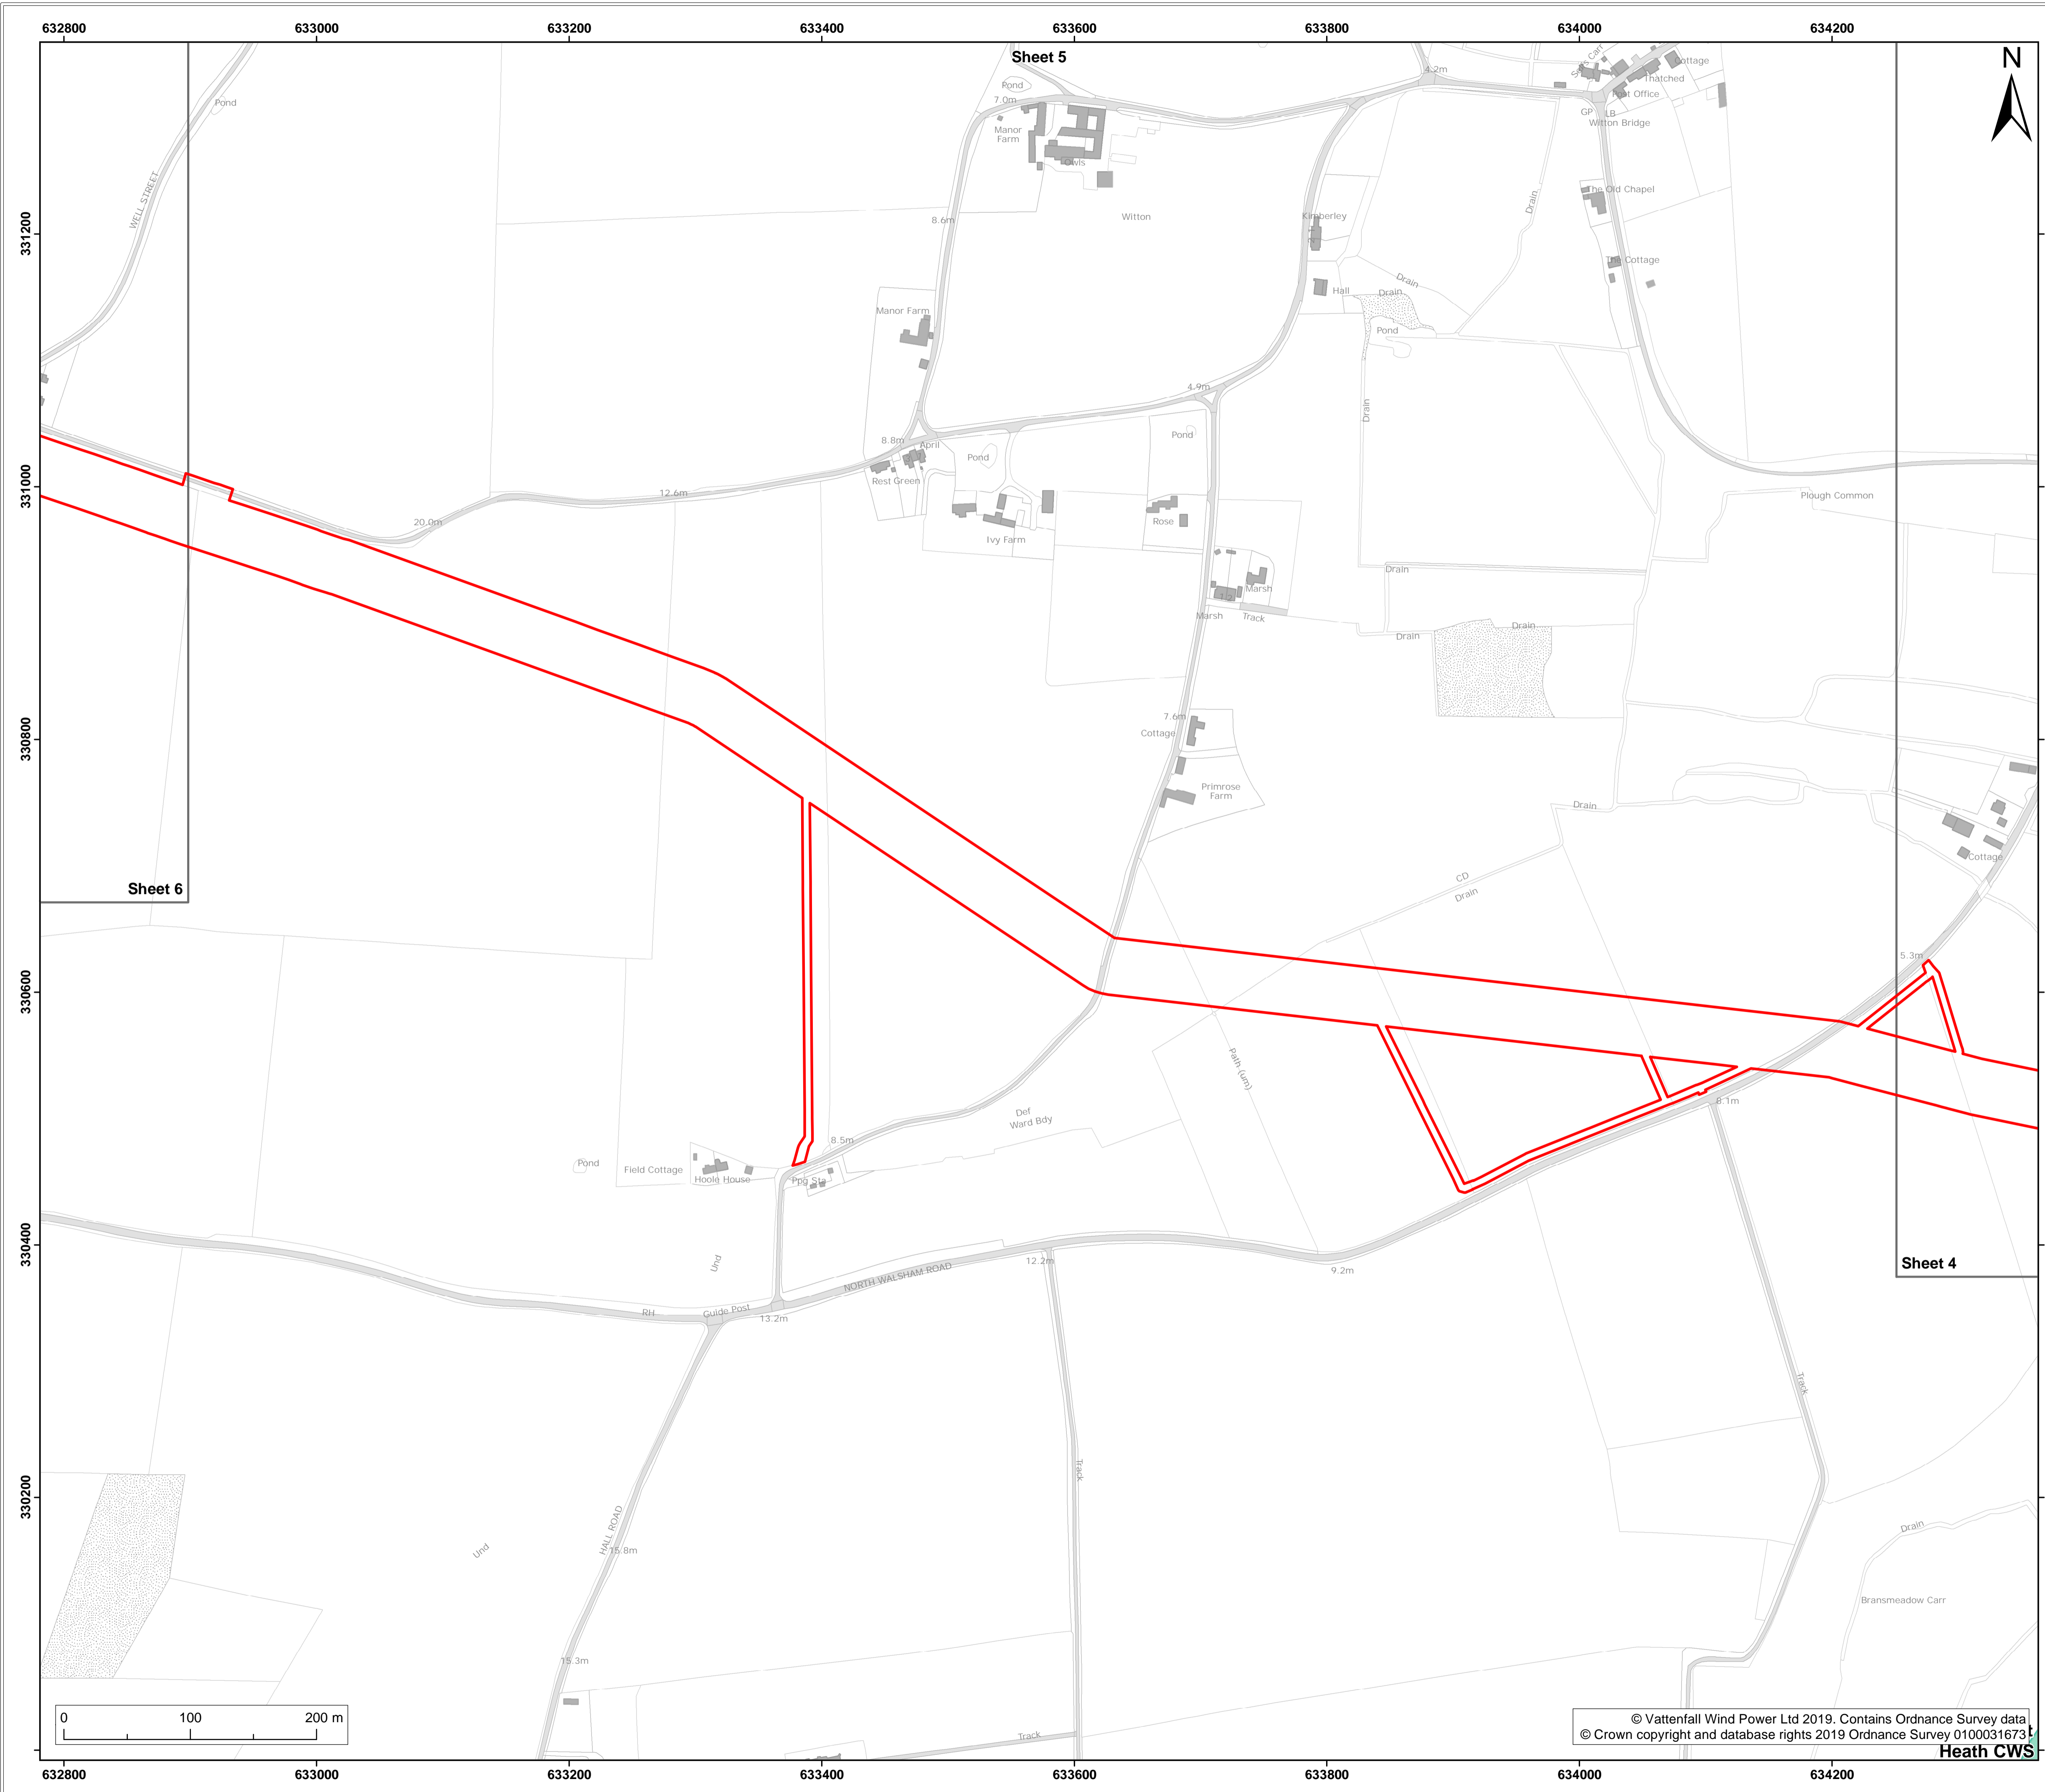 632800
633000
633200
633400
633600
633800
634000
634200
Sheet 5
N
4.2m
Cottage
Thatched
Post Office
GP
LB
Witton Bridge
Pond
7.0m
Manor
Farm
Owls
Pond
WELL STREET
The Old Chapel
Drain
8.6m
Witton
Kimberley
331200
The Cottage
Drain
Hall
Drain
Manor Farm
Pond
4.9m
Drain
8.8m
April
Pond
Pond
Rest Green
331000
12.6m
20.0m
Plough Common
Rose
Ivy Farm
Drain
Marsh
Marsh
Track
Drain
Drain
7.6m
Cottage
330800
Primrose
Farm
Drain
Cottage
CD
Drain
Sheet 6
5.3m
330600
Path (um)
8.1m
Def
Ward Bdy
8.5m
Pond
Field Cottage
Hoole House
Ppg Sta
330400
Und
12.2m
9.2m
Sheet 4
NORTH WALSHAM ROAD
RH
Guide Post
13.2m
Track
Track
330200
HALL ROAD
15.8m
Und
Drain
Bransmeadow Carr
15.3m
0
100
200 m
Track
© Vattenfall Wind Power Ltd 2019. Contains Ordnance Survey data
© Crown copyright and database rights 2019 Ordnance Survey 0100031673
Heath CWS
632800
633000
633200
633400
633600
633800
634000
634200